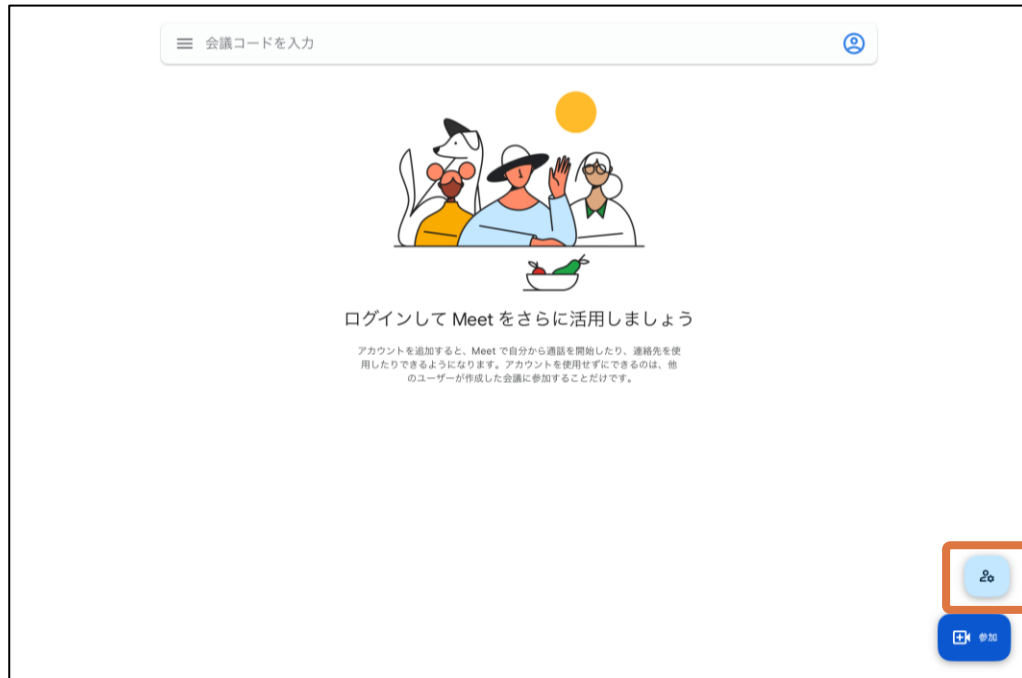 会議コードを入力
ログインして Meet をさらに活用しましょう
アカウントを追加すると、Meet で自分から通話を開始したり、連絡先を使
用したりできるようになります。アカウントを使用せずにできるのは、他
のユーザーが作成した会議に参加することだけです。
参加